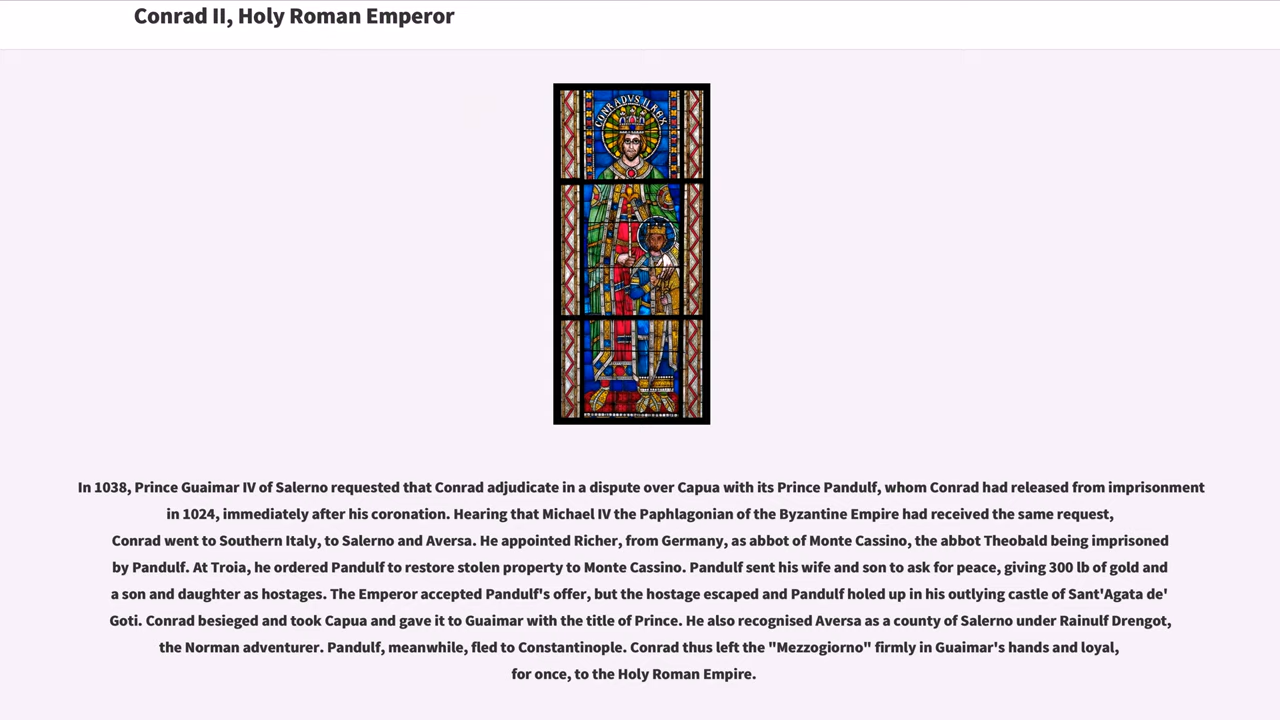 Conrad II, Holy Roman Emperor
CONRADVS II REX
In 1038, Prince Guaimar IV of Salerno requested that Conrad adjudicate in a dispute over Capua with its Prince Pandulf, whom Conrad had released from imprisonment
in 1024, immediately after his coronation. Hearing that Michael IV the Paphlagonian of the Byzantine Empire had received the same request,
Conrad went to Southern Italy, to Salerno and Aversa. He appointed Richer, from Germany, as abbot of Monte Cassino, the abbot Theobald being imprisoned
by Pandulf. At Troia, he ordered Pandulf to restore stolen property to Monte Cassino. Pandulf sent his wife and son to ask for peace, giving 300 lb of gold and
a son and daughter as hostages. The Emperor accepted Pandulf's offer, but the hostage escaped and Pandulf holed up in his outlying castle of Sant'Agata de'
Goti. Conrad besieged and took Capua and gave it to Guaimar with the title of Prince. He also recognised Aversa as a county of Salerno under Rainulf Drengot,
the Norman adventurer. Pandulf, meanwhile, fled to Constantinople. Conrad thus left the "Mezzogiorno" firmly in Guaimar's hands and loyal,
for once, to the Holy Roman Empire.